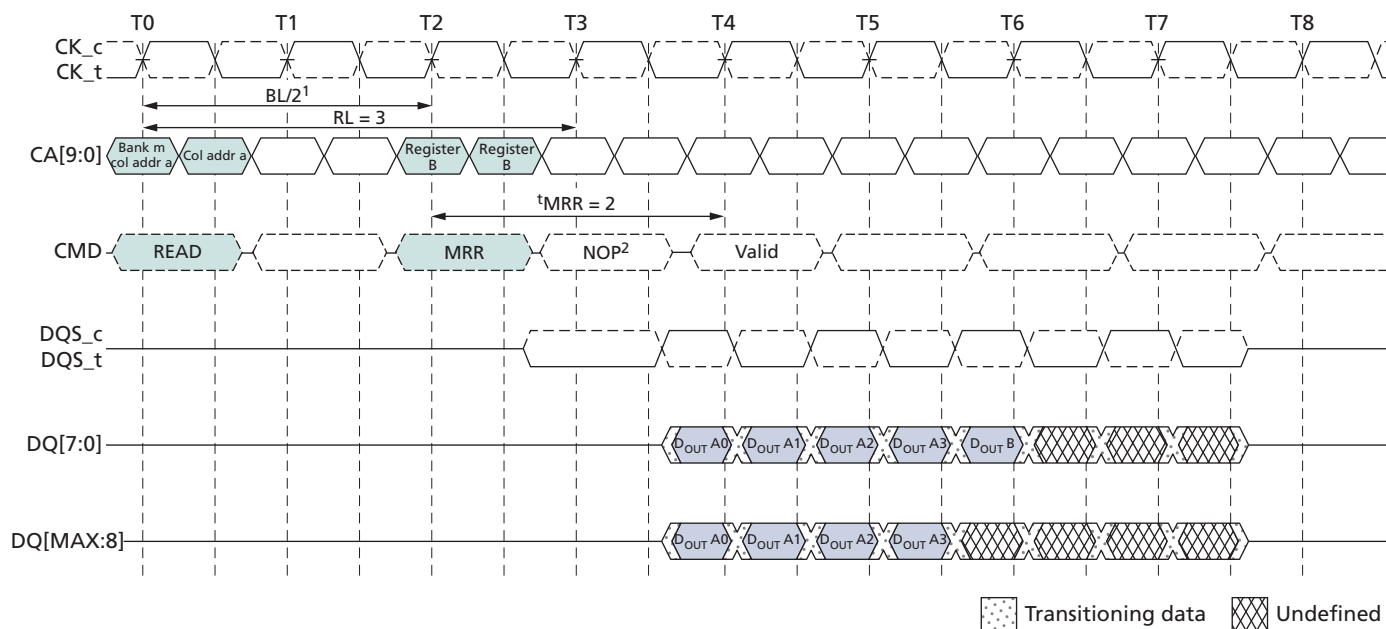 T0 T1 T2 T3 T4 T5 T6 T7 T8
CK_c
CK_t
BL/2¹
RL = 3
CA[9:0]
Bank m
col addr a
Col addr a
Register
B
Register
B
ᵗMRR = 2
CMD
READ
MRR
NOP²
Valid
DQS_c
DQS_t
DQ[7:0]
DOUT A0
DOUT A1
DOUT A2
DOUT A3
DOUT B
DQ[MAX:8]
DOUT A0
DOUT A1
DOUT A2
DOUT A3
Transitioning data
Undefined